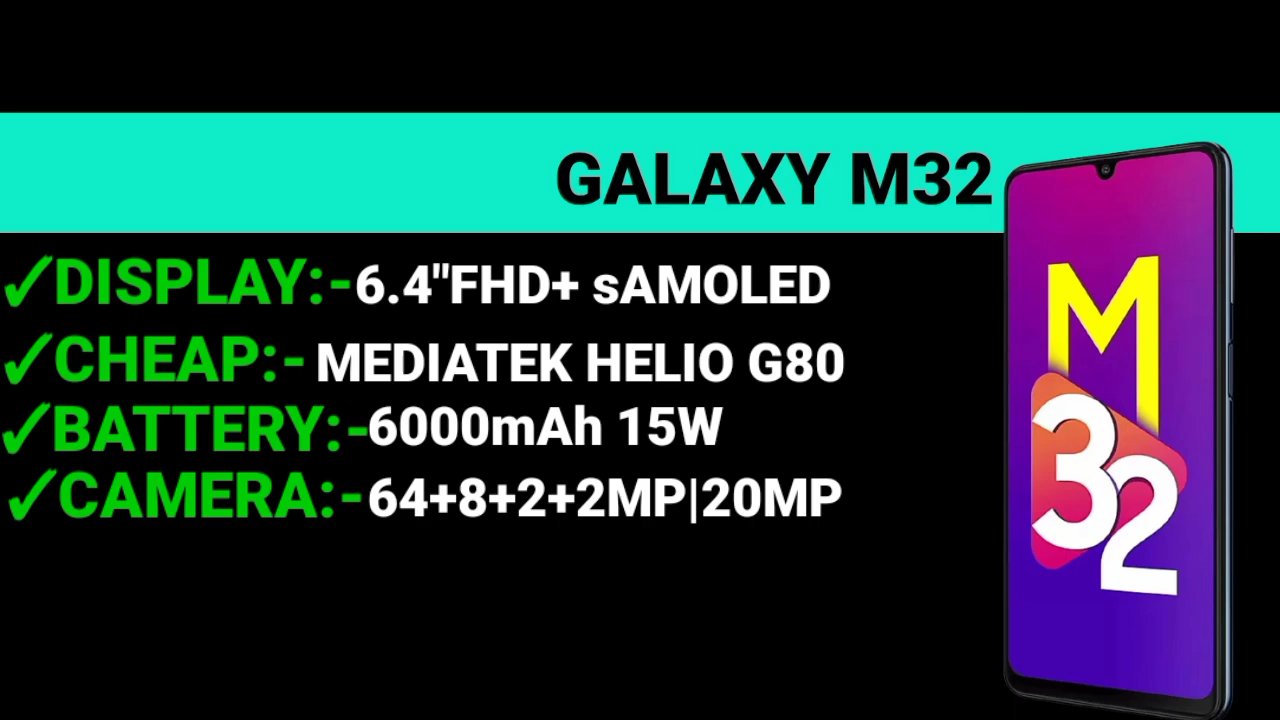 GALAXY M32
✓DISPLAY:-6.4"FHD+ sAMOLED
✓CHEAP:- MEDIATEK HELIO G80
✓BATTERY:-6000mAh 15W
✓CAMERA:-64+8+2+2MP|20MP
M
32